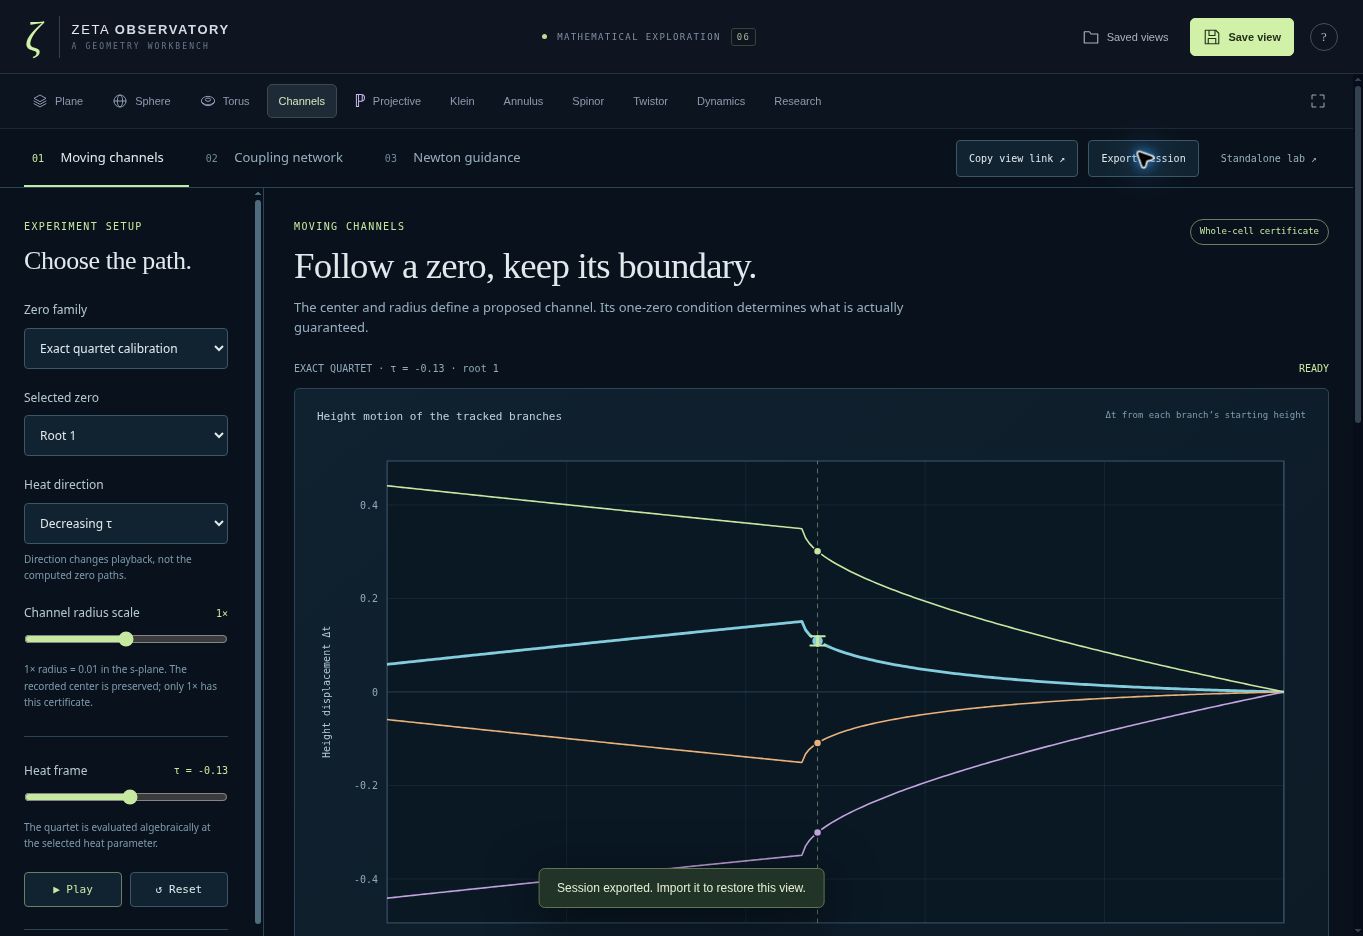 ζ
ZETA OBSERVATORY
A GEOMETRY WORKBENCH
MATHEMATICAL EXPLORATION 06
Saved views
Save view
?
Plane
Sphere
Torus
Channels
Projective
Klein
Annulus
Spinor
Twistor
Dynamics
Research
01 Moving channels
02 Coupling network
03 Newton guidance
Copy view link ↗
Export
Standalone lab ↗
EXPERIMENT SETUP
Choose the path.
Zero family
Exact quartet calibration
Selected zero
Root 1
Heat direction
Decreasing τ
Direction changes playback, not the
computed zero paths.
Channel radius scale 1×
1× radius = 0.01 in the s-plane. The
recorded center is preserved; only 1× has
this certificate.
Heat frame τ = -0.13
The quartet is evaluated algebraically at
the selected heat parameter.
▶ Play
↺ Reset
MOVING CHANNELS
Whole-cell certificate
Follow a zero, keep its boundary.
The center and radius define a proposed channel. Its one-zero condition determines what is actually
guaranteed.
EXACT QUARTET · τ = -0.13 · root 1
READY
Height motion of the tracked branches
Δt from each branch's starting height
Height displacement Δt
0.4
0.2
0
-0.2
-0.4
Session exported. Import it to restore this view.